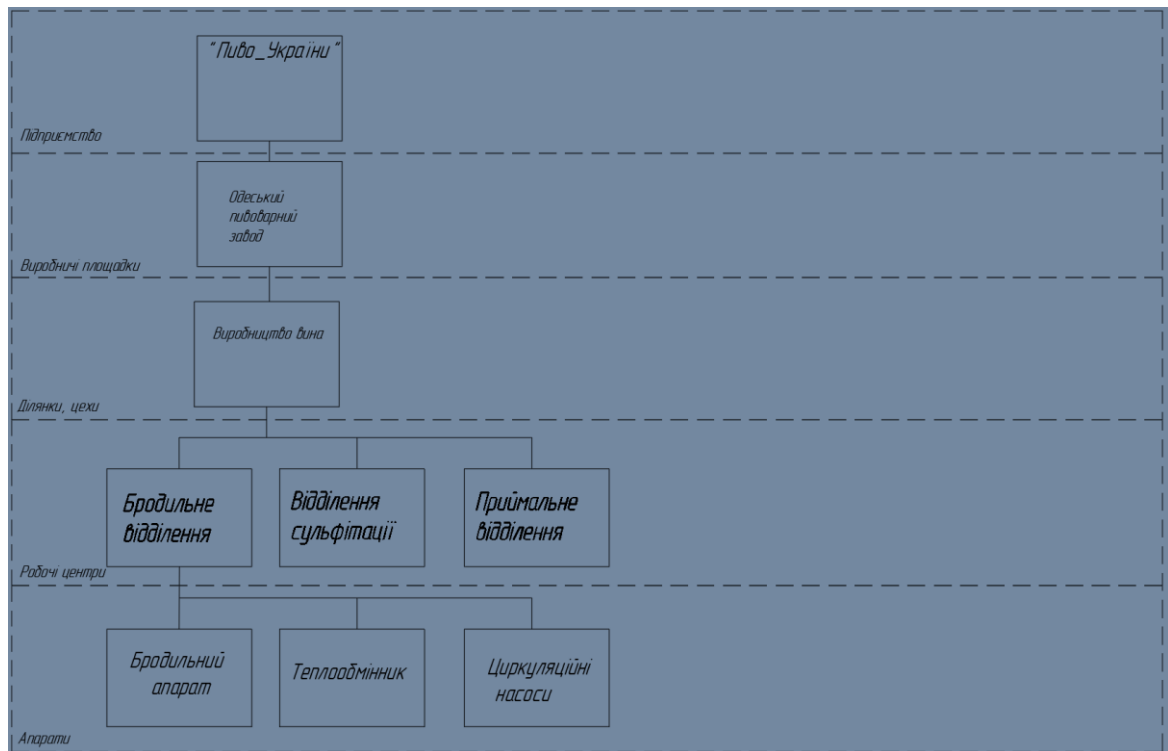 "Пиво_України"
Підприємство
Одеський
пивоварний
завод
Виробничі площадки
Виробництво вина
Ділянки, цехи
Бродильне
відділення
Відділення
сульфітації
Приймальне
відділення
Робочі центри
Бродильний
апарат
Теплообмінник
Циркуляційні
насоси
Апарати